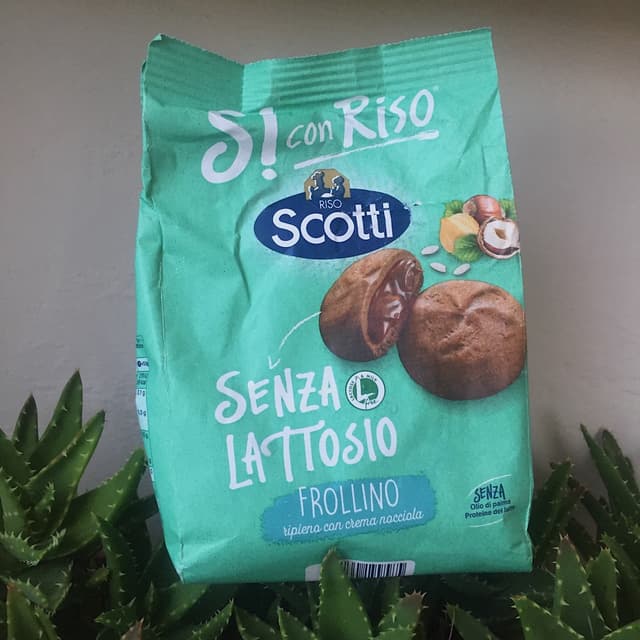 Sì con Riso
RISO
Scotti
SENZA
LATTOSIO
FROLLINO
ripieno con crema nocciola
SENZA
Olio di palma
Proteine del latte